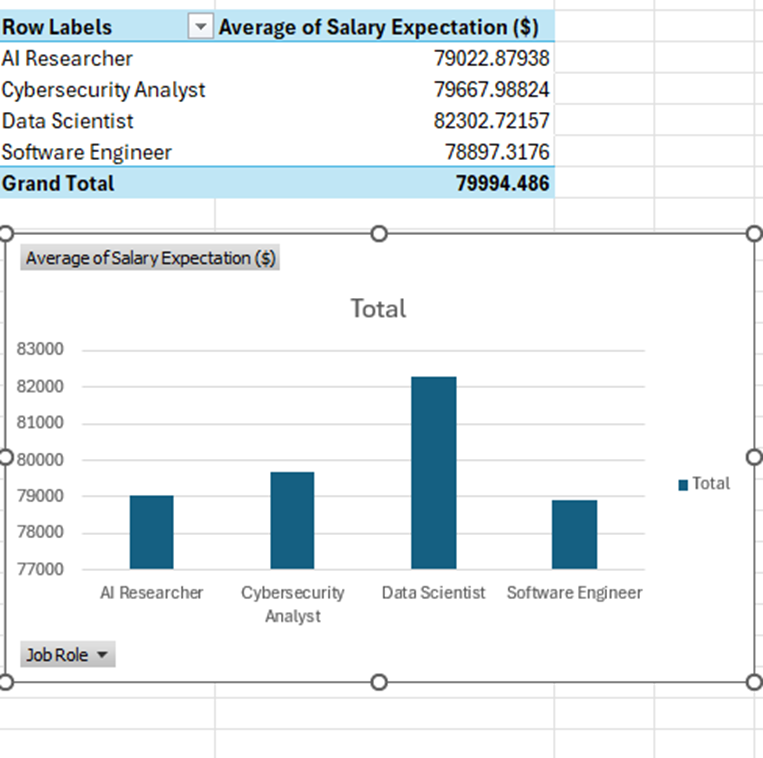 Row Labels Average of Salary Expectation ($)
AI Researcher 79022.87938
Cybersecurity Analyst 79667.98824
Data Scientist 82302.72157
Software Engineer 78897.3176
Grand Total 79994.486
Average of Salary Expectation ($)
Total
83000
82000
81000
80000
79000
78000
77000
AI Researcher Cybersecurity Data Scientist Software Engineer
Analyst
Total
Job Role